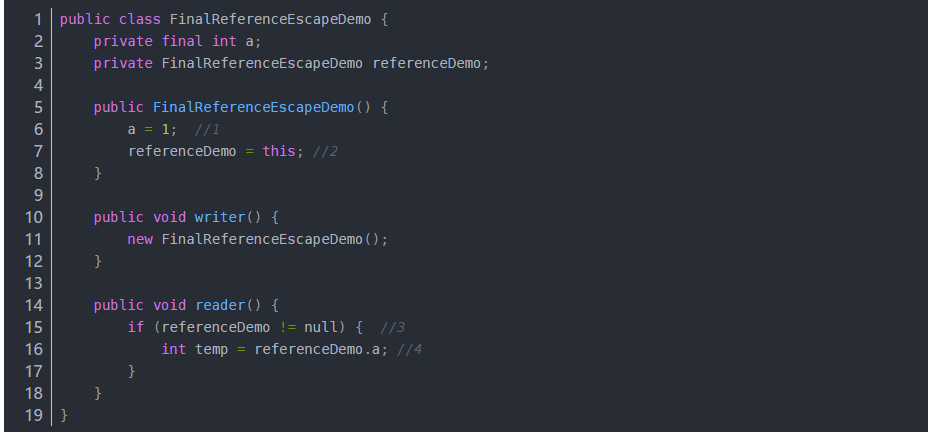 1 public class FinalReferenceEscapeDemo {
2     private final int a;
3     private FinalReferenceEscapeDemo referenceDemo;
4
5     public FinalReferenceEscapeDemo() {
6         a = 1;  //1
7         referenceDemo = this; //2
8     }
9
10     public void writer() {
11         new FinalReferenceEscapeDemo();
12     }
13
14     public void reader() {
15         if (referenceDemo != null) {  //3
16             int temp = referenceDemo.a; //4
17         }
18     }
19 }